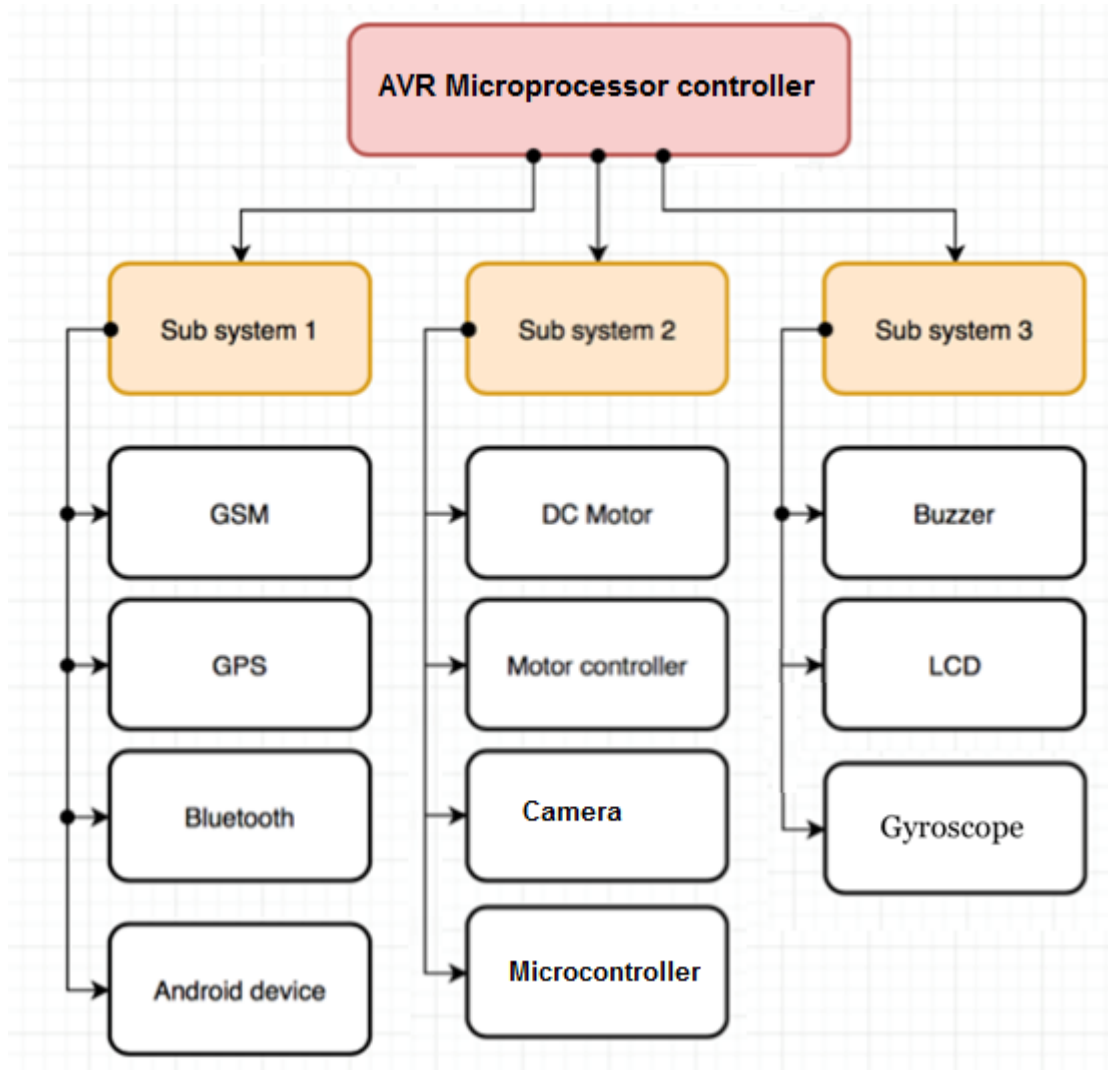 AVR Microprocessor controller
Sub system 1
Sub system 2
Sub system 3
GSM
DC Motor
Buzzer
GPS
Motor controller
LCD
Bluetooth
Camera
Gyroscope
Android device
Microcontroller